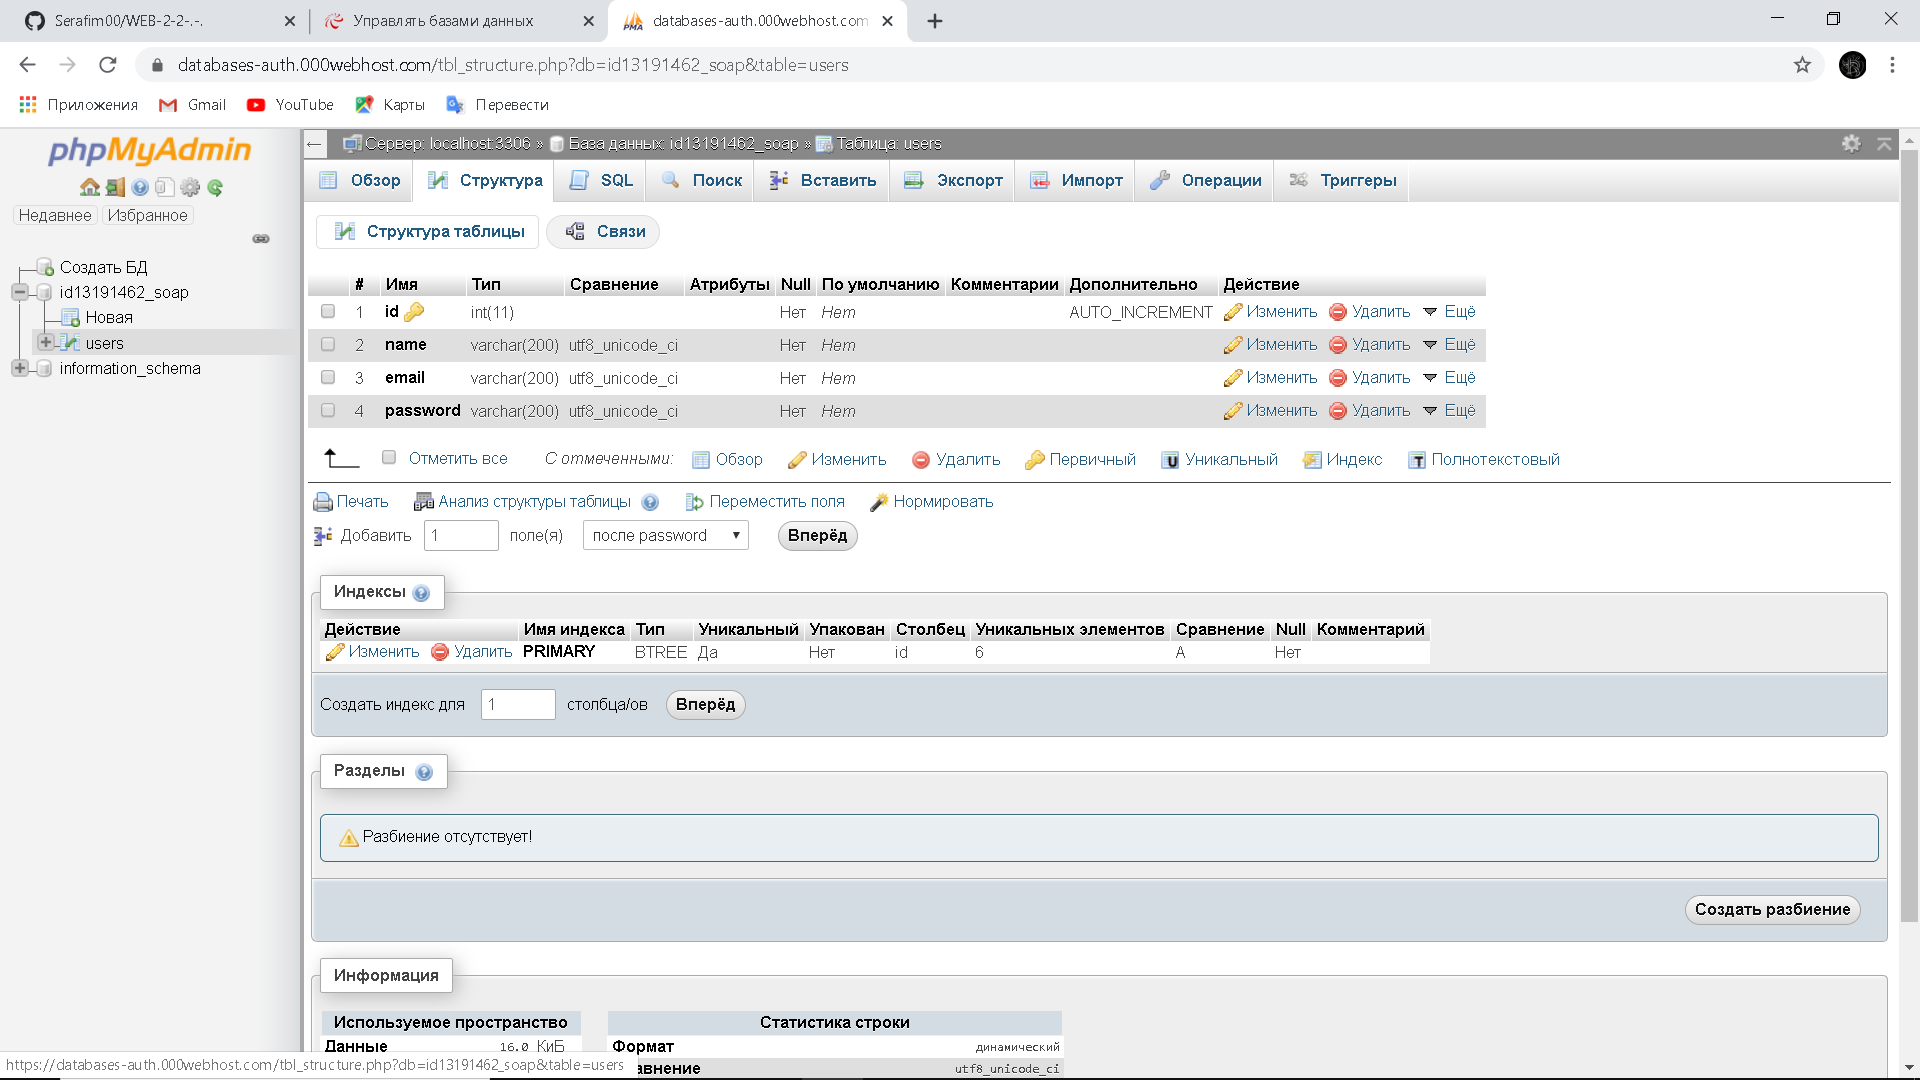 Serafim00/WEB-2-2-.-.
Управлять базами данных
databases-auth.000webhost.com
databases-auth.000webhost.com/tbl_structure.php?db=id13191462_soap&table=users
Приложения Gmail YouTube Карты Перевести
phpMyAdmin
Недавнее Избранное
Создать БД
id13191462_soap
Новая
users
information_schema
Сервер: localhost:3306 » База данных: id13191462_soap » Таблица: users
Обзор Структура SQL Поиск Вставить Экспорт Импорт Операции Триггеры
Структура таблицы Связи
# Имя Тип Сравнение Атрибуты Null По умолчанию Комментарии Дополнительно Действие
1 id int(11) Нет Нет AUTO_INCREMENT Изменить Удалить Ещё
2 name varchar(200) utf8_unicode_ci Нет Нет Изменить Удалить Ещё
3 email varchar(200) utf8_unicode_ci Нет Нет Изменить Удалить Ещё
4 password varchar(200) utf8_unicode_ci Нет Нет Изменить Удалить Ещё
Отметить все С отмеченными: Обзор Изменить Удалить Первичный Уникальный Индекс Полнотекстовый
Печать Анализ структуры таблицы Переместить поля Нормировать
Добавить 1 поле(я) после password Вперёд
Индексы
Действие Имя индекса Тип Уникальный Упакован Столбец Уникальных элементов Сравнение Null Комментарий
Изменить Удалить PRIMARY BTREE Да Нет id 6 A Нет
Создать индекс для 1 столбца/ов Вперёд
Разделы
Разбиение отсутствует!
Создать разбиение
Информация
Используемое пространство Статистика строки
Данные 16.0 КиБ Формат динамический
авнение utf8_unicode_ci
https://databases-auth.000webhost.com/tbl_structure.php?db=id13191462_soap&table=users